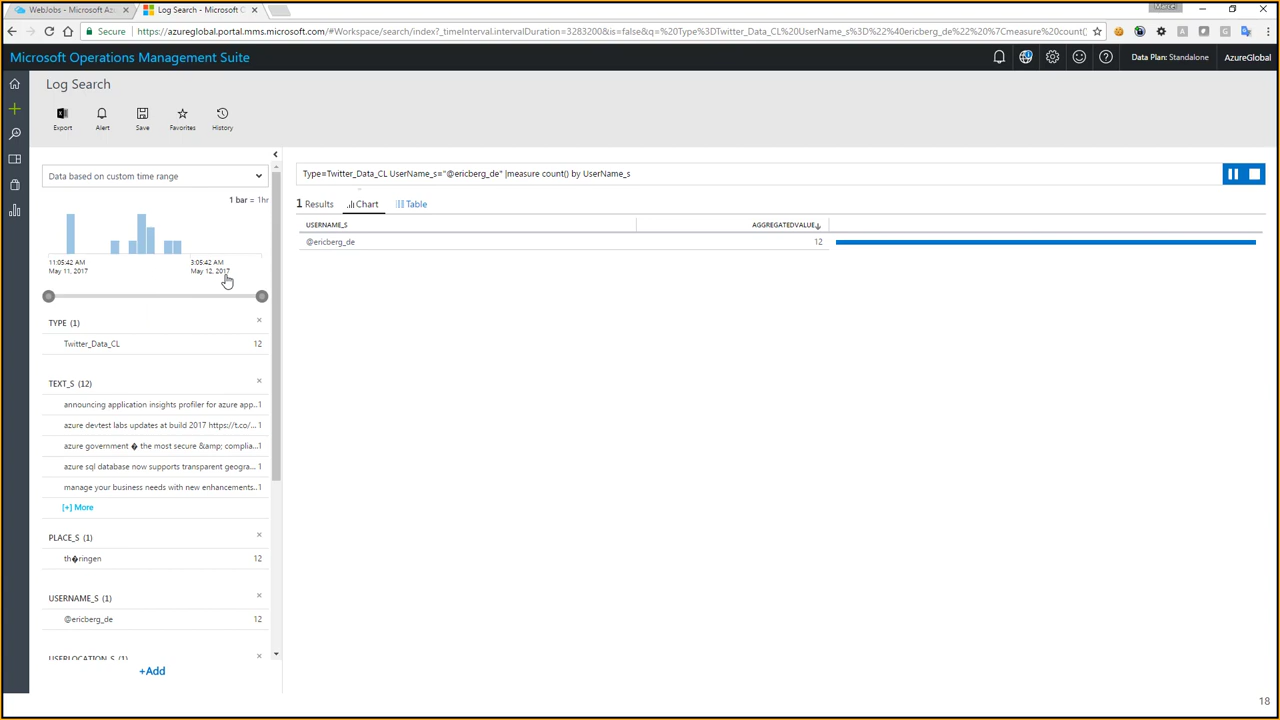 WebJobs - Microsoft Az
Log Search - Microsoft O
Marcel
Secure
https://azureglobal.portal.mms.microsoft.com/#Workspace/search/index?_timeInterval.intervalDuration=3283200&is=false&q=%20Type%3DTwitter_Data_CL%20UserName_s%3D%22%40ericberg_de%22%20%7Cmeasure%20count()
Microsoft Operations Management Suite
Data Plan: Standalone
AzureGlobal
Log Search
Export
Alert
Save
Favorites
History
Data based on custom time range
1 bar = 1hr
11:05:42 AM
May 11, 2017
3:05:42 AM
May 12, 2017
TYPE (1)
Twitter_Data_CL 12
TEXT_S (12)
announcing application insights profiler for azure app...1
azure devtest labs updates at build 2017 https://t.co/...1
azure government � the most secure &amp; complia...1
azure sql database now supports transparent geogra... 1
manage your business needs with new enhancements...1
[+] More
PLACE_S (1)
th�ringen 12
USERNAME_S (1)
@ericberg_de 12
USERLOCATION_S (1)
+Add
Type=Twitter_Data_CL UserName_s="@ericberg_de" |measure count() by UserName_s
1 Results
Chart
Table
USERNAME_S AGGREGATEDVALUE
@ericberg_de 12
18